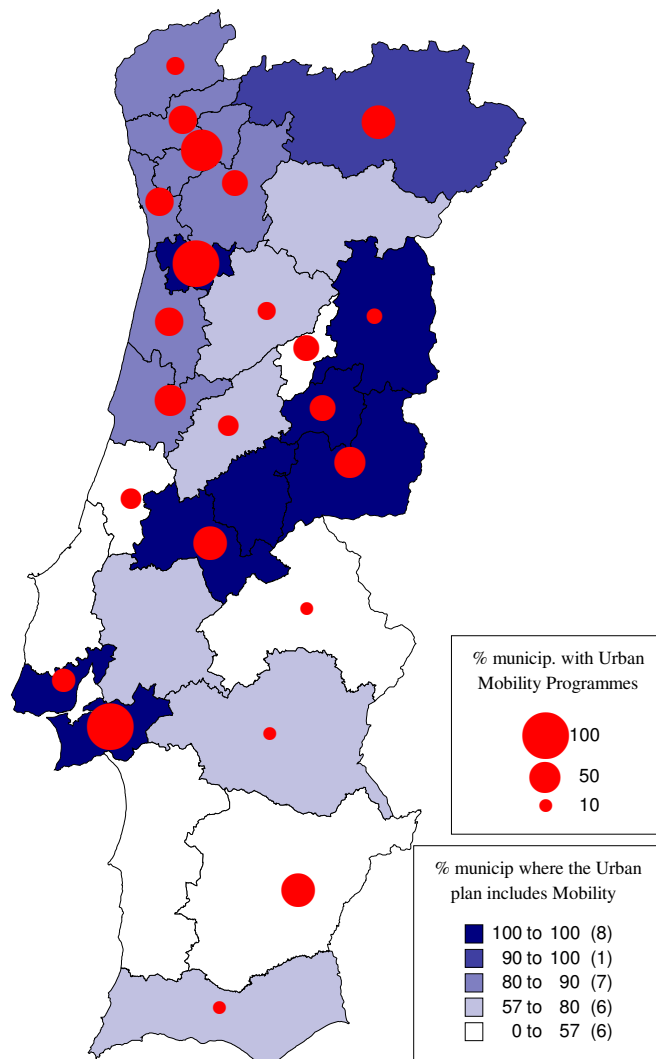 % municip. with Urban
Mobility Programmes
100
50
10
% municip where the Urban
plan includes Mobility
100 to 100 (8)
90 to 100 (1)
80 to 90 (7)
57 to 80 (6)
0 to 57 (6)